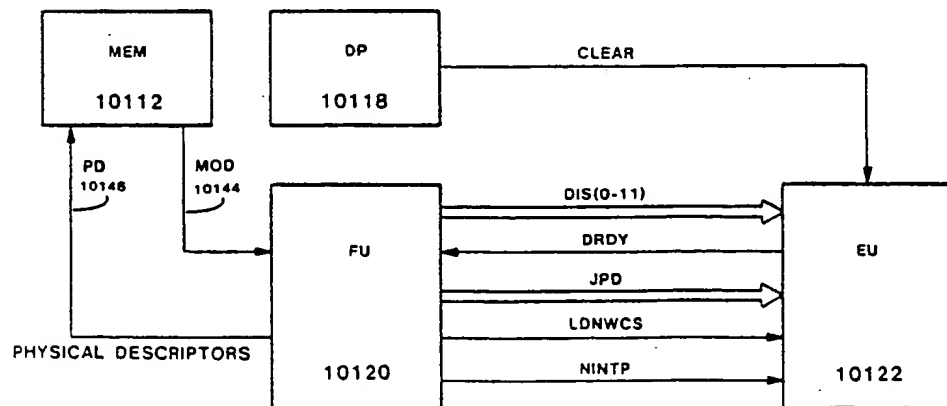 MEM
10112
DP
10118
CLEAR
PD
10146
MOD
10144
DIS(0-11)
FU
DRDY
EU
JPD
LDNWCS
PHYSICAL DESCRIPTORS
NINTP
10120
10122